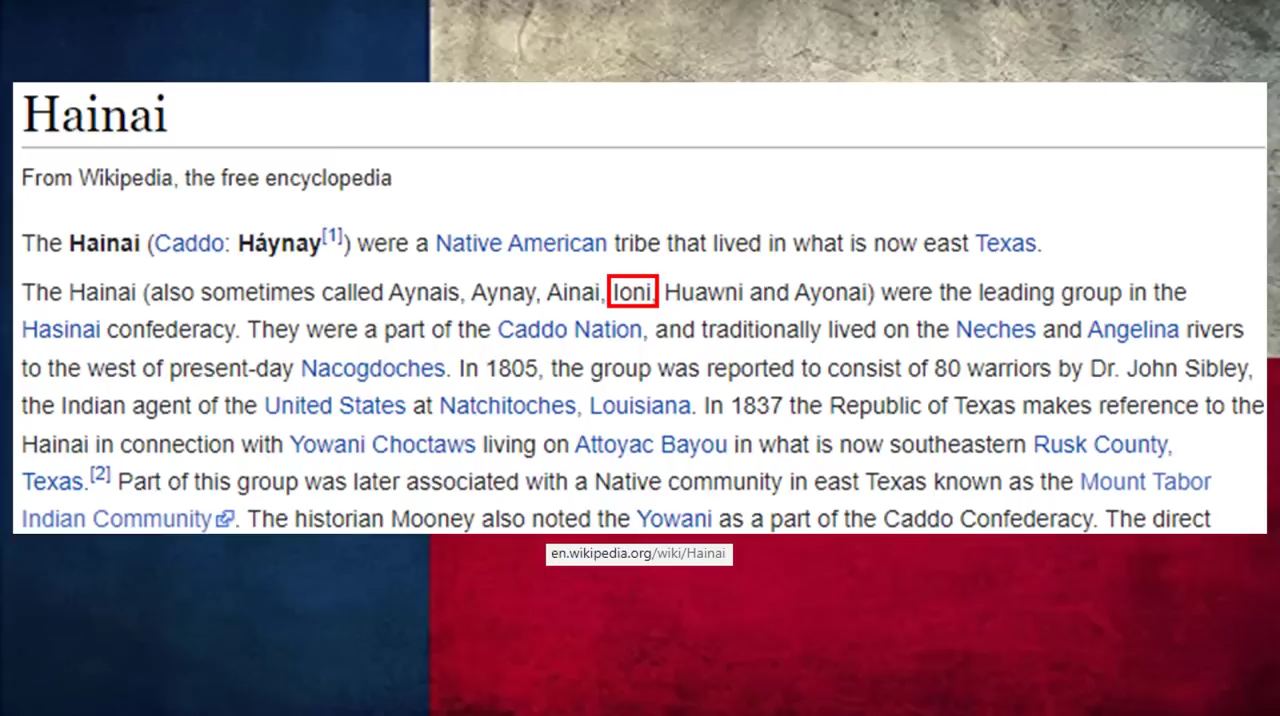 Hainai
From Wikipedia, the free encyclopedia
The Hainai (Caddo: Háynay[1]) were a Native American tribe that lived in what is now east Texas.
The Hainai (also sometimes called Aynais, Aynay, Ainai, Ioni, Huawni and Ayonai) were the leading group in the
Hasinai confederacy. They were a part of the Caddo Nation, and traditionally lived on the Neches and Angelina rivers
to the west of present-day Nacogdoches. In 1805, the group was reported to consist of 80 warriors by Dr. John Sibley,
the Indian agent of the United States at Natchitoches, Louisiana. In 1837 the Republic of Texas makes reference to the
Hainai in connection with Yowani Choctaws living on Attoyac Bayou in what is now southeastern Rusk County,
Texas.[2] Part of this group was later associated with a Native community in east Texas known as the Mount Tabor
Indian Community. The historian Mooney also noted the Yowani as a part of the Caddo Confederacy. The direct
en.wikipedia.org/wiki/Hainai